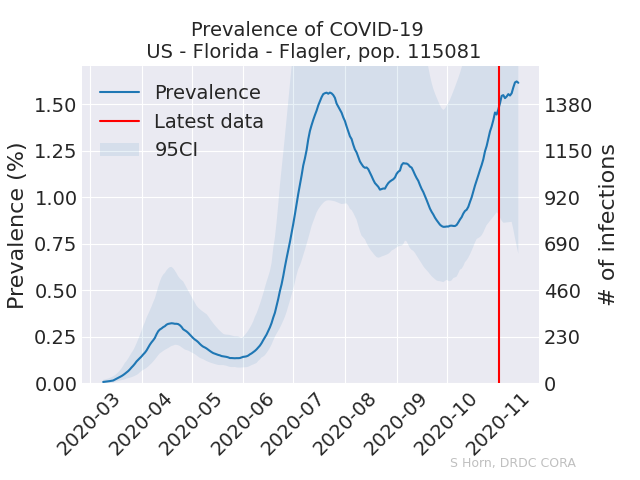 Prevalence of COVID-19
US - Florida - Flagler, pop. 115081
Prevalence
Latest data
95CI
Prevalence (%)
1.50
1.25
1.00
0.75
0.50
0.25
0.00
1380
1150
920
690
460
230
0
# of infections
2020-03
2020-04
2020-05
2020-06
2020-07
2020-08
2020-09
2020-10
2020-11
S Horn, DRDC CORA